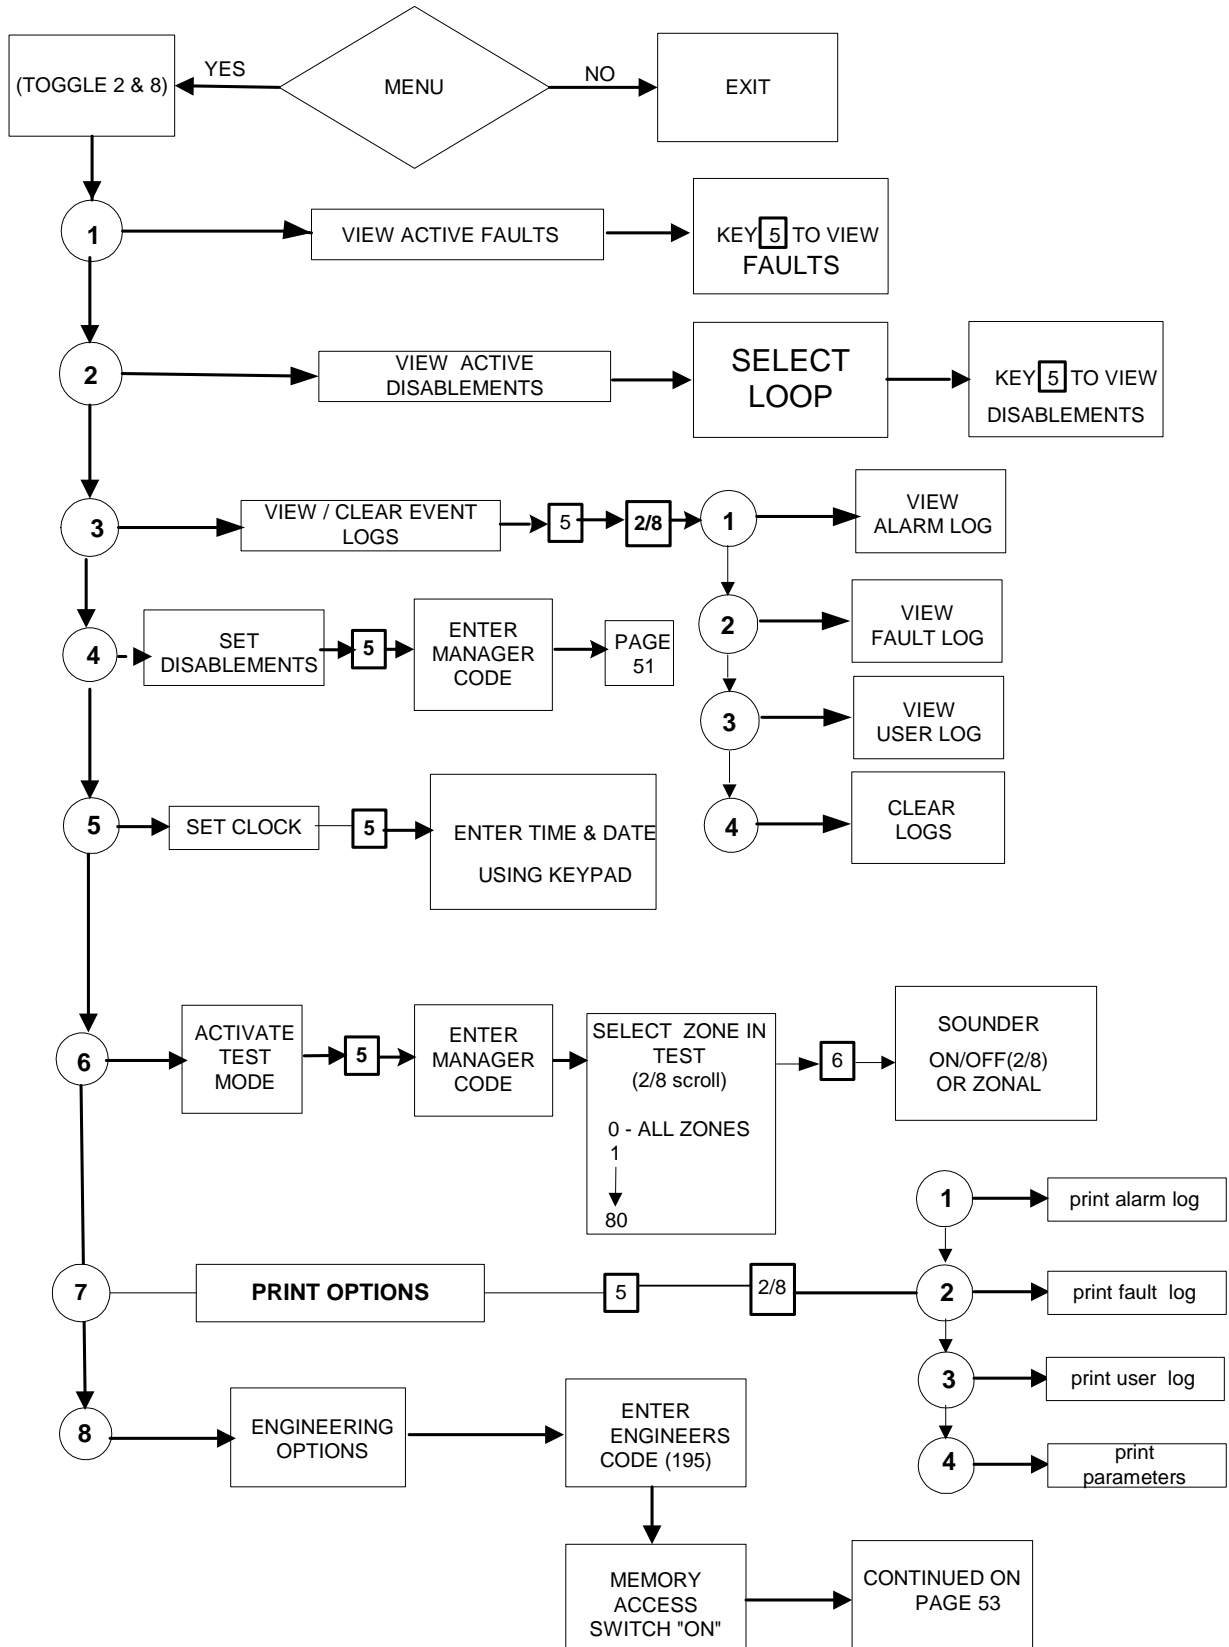 (TOGGLE 2 & 8)
YES
MENU
NO
EXIT
1
VIEW ACTIVE FAULTS
KEY 5 TO VIEW
FAULTS
2
VIEW ACTIVE
DISABLEMENTS
SELECT
LOOP
KEY 5 TO VIEW
DISABLEMENTS
3
VIEW / CLEAR EVENT
LOGS
5
2/8
1
VIEW
ALARM LOG
2
VIEW
FAULT LOG
3
VIEW
USER LOG
4
CLEAR
LOGS
4
SET
DISABLEMENTS
5
ENTER
MANAGER
CODE
PAGE
51
5
SET CLOCK
5
ENTER TIME & DATE
USING KEYPAD
6
ACTIVATE
TEST
MODE
5
ENTER
MANAGER
CODE
SELECT ZONE IN
TEST
(2/8 scroll)
0 - ALL ZONES
1
80
6
SOUNDER
ON/OFF(2/8)
OR ZONAL
7
PRINT OPTIONS
5
2/8
1
print alarm log
2
print fault log
3
print user log
4
print
parameters
8
ENGINEERING
OPTIONS
ENTER
ENGINEERS
CODE (195)
MEMORY
ACCESS
SWITCH "ON"
CONTINUED ON
PAGE 53